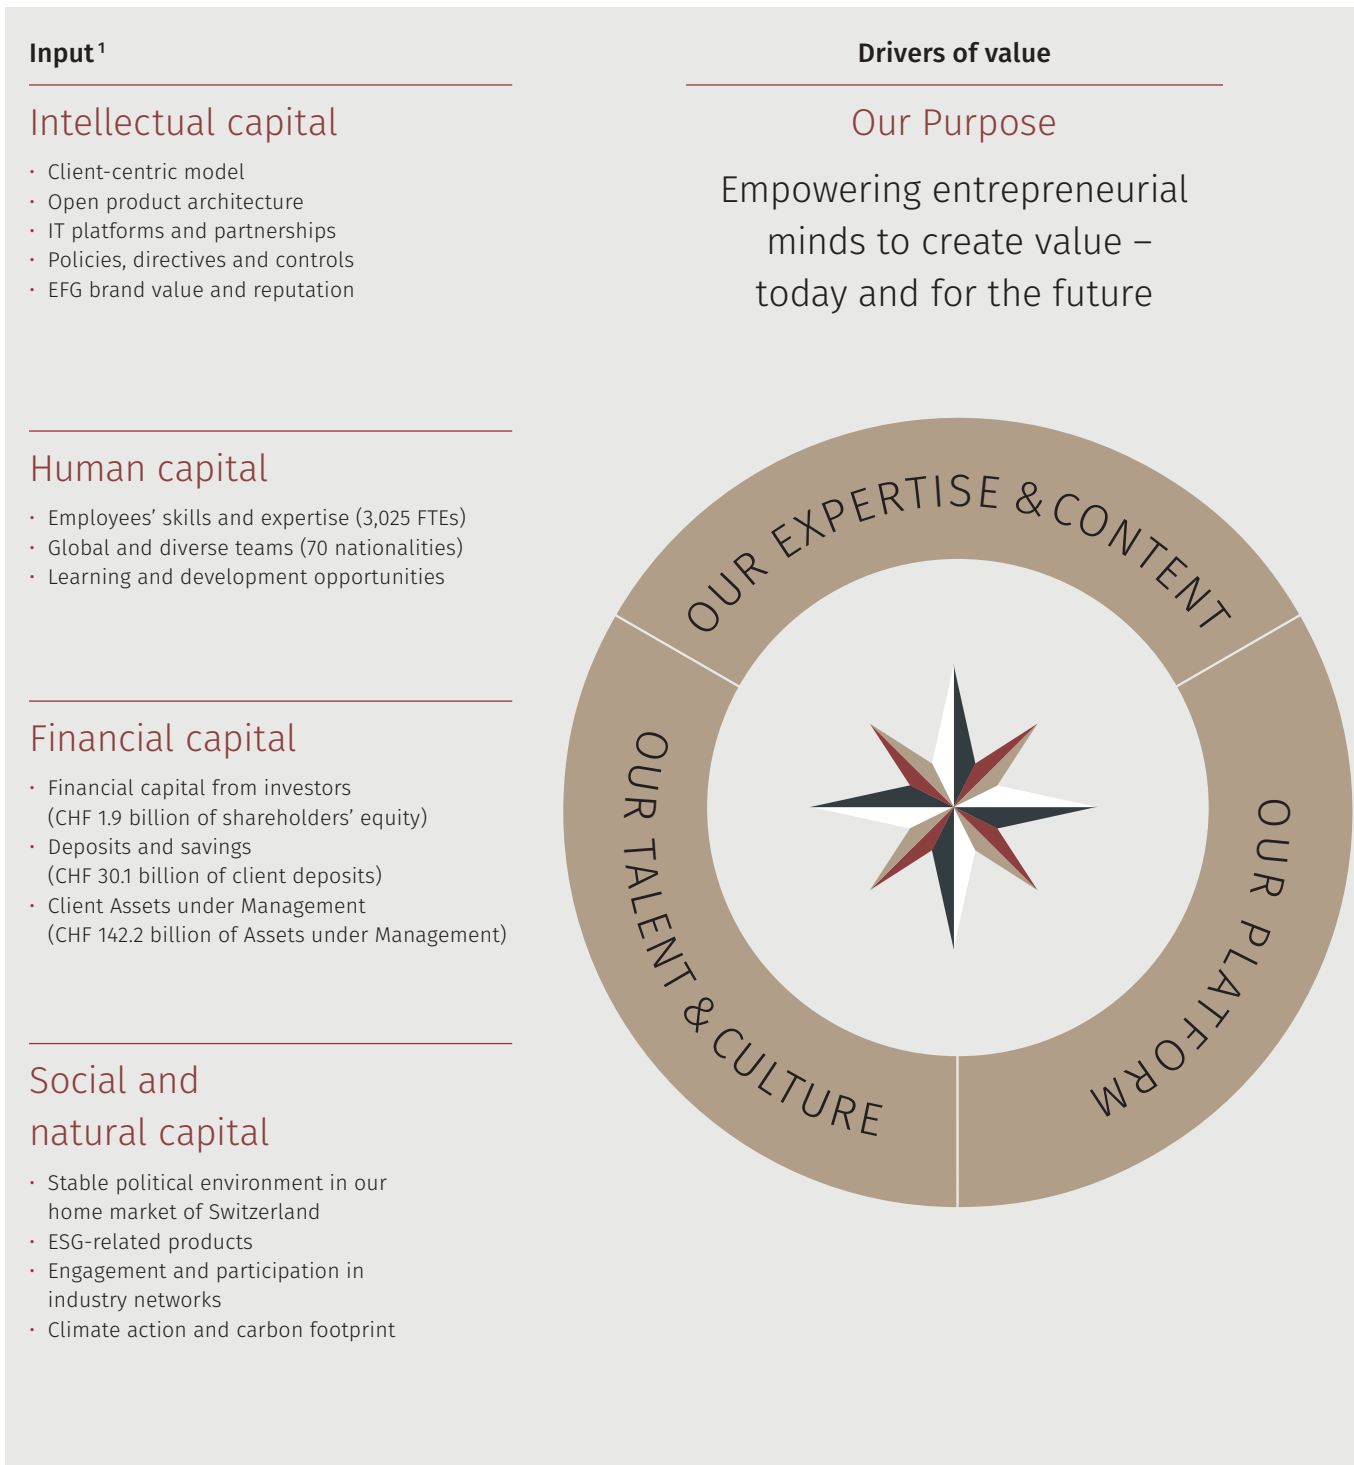 Input ¹
Intellectual capital
· Client-centric model
· Open product architecture
· IT platforms and partnerships
· Policies, directives and controls
· EFG brand value and reputation
Human capital
· Employees’ skills and expertise (3,025 FTEs)
· Global and diverse teams (70 nationalities)
· Learning and development opportunities
Financial capital
· Financial capital from investors
(CHF 1.9 billion of shareholders’ equity)
· Deposits and savings
(CHF 30.1 billion of client deposits)
· Client Assets under Management
(CHF 142.2 billion of Assets under Management)
Social and
natural capital
· Stable political environment in our
home market of Switzerland
· ESG-related products
· Engagement and participation in
industry networks
· Climate action and carbon footprint
Drivers of value
Our Purpose
Empowering entrepreneurial
minds to create value –
today and for the future
OUR EXPERTISE & CONTENT
OUR TALENT & CULTURE
OUR PLATFORM